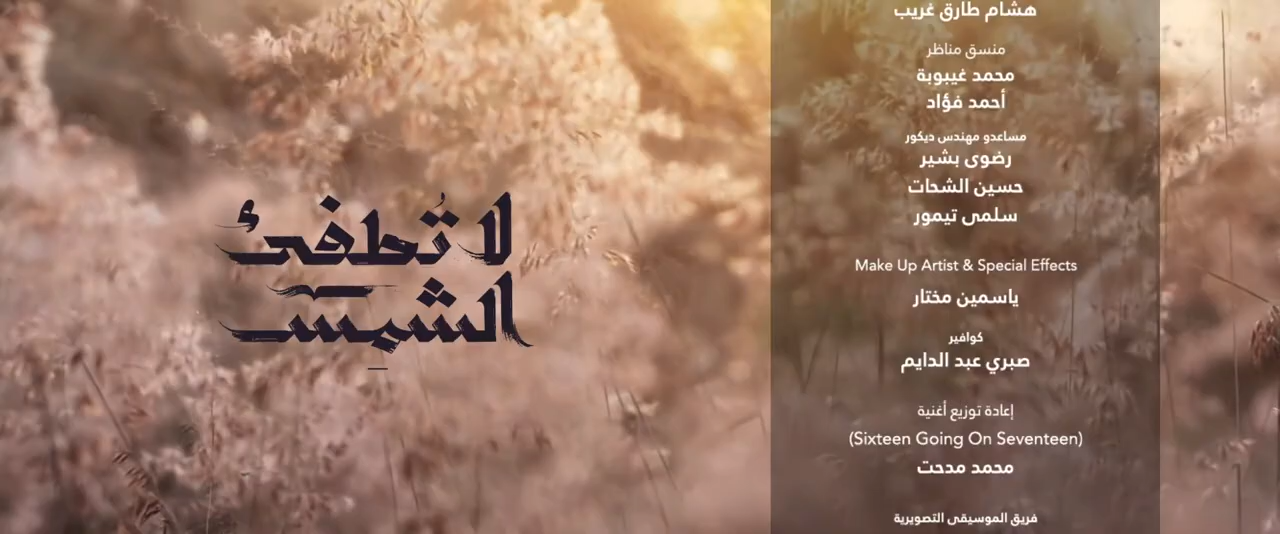 لا تُطفئ
الشمس
هشام طارق غريب
منسق مناظر
محمد غيبوبة
أحمد فؤاد
مساعدو مهندس ديكور
رضوى بشير
حسين الشحات
سلمى تيمور
Make Up Artist & Special Effects
ياسمين مختار
كوافير
صبري عبد الدايم
إعادة توزيع أغنية
(Sixteen Going On Seventeen)
محمد مدحت
فريق الموسيقى التصويرية